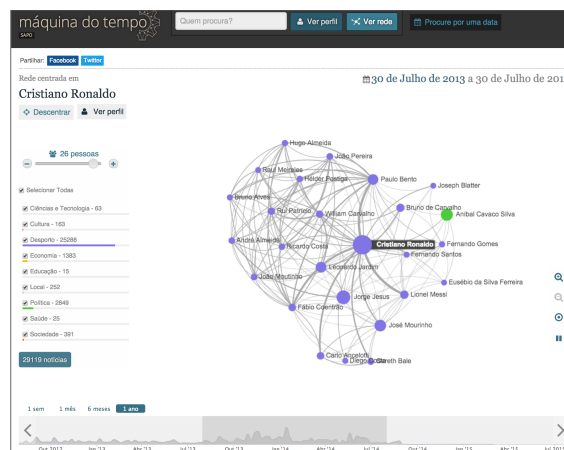 máquina do tempo
SAPO
Quem procura?
Ver perfil
Ver rede
Procure por uma data
Partilhar:
Facebook
Twitter
Rede centrada em
Cristiano Ronaldo
30 de Julho de 2013 a 30 de Julho de 201
Descentrar
Ver perfil
26 pessoas
Selecionar Todas
Ciências e Tecnologia - 63
Cultura - 163
Desporto - 25288
Economia - 1383
Educação - 15
Local - 252
Política - 2849
Saúde - 25
Sociedade - 391
29119 notícias
Hugo Almeida
João Pereira
Raul Meireles
Hélder Postiga
Paulo Bento
Joseph Blatter
Bruno Alves
Rui Patrício
William Carvalho
Bruno de Carvalho
Aníbal Cavaco Silva
André Almeida
Ricardo Costa
Cristiano Ronaldo
Fernando Gomes
Fernando Santos
Leonardo Jardim
João Moutinho
Eusébio da Silva Ferreira
Jorge Jesus
Lionel Messi
Fábio Coentrão
José Mourinho
Carlo Ancelotti
Diego Costa
Gareth Bale
1 sem
1 mês
6 meses
1 ano
Out 2012
Jan '13
Abr '13
Jul '13
Out '13
Jan '14
Abr '14
Jul '14
Out '14
Jan '15
Abr '15
Jul 201